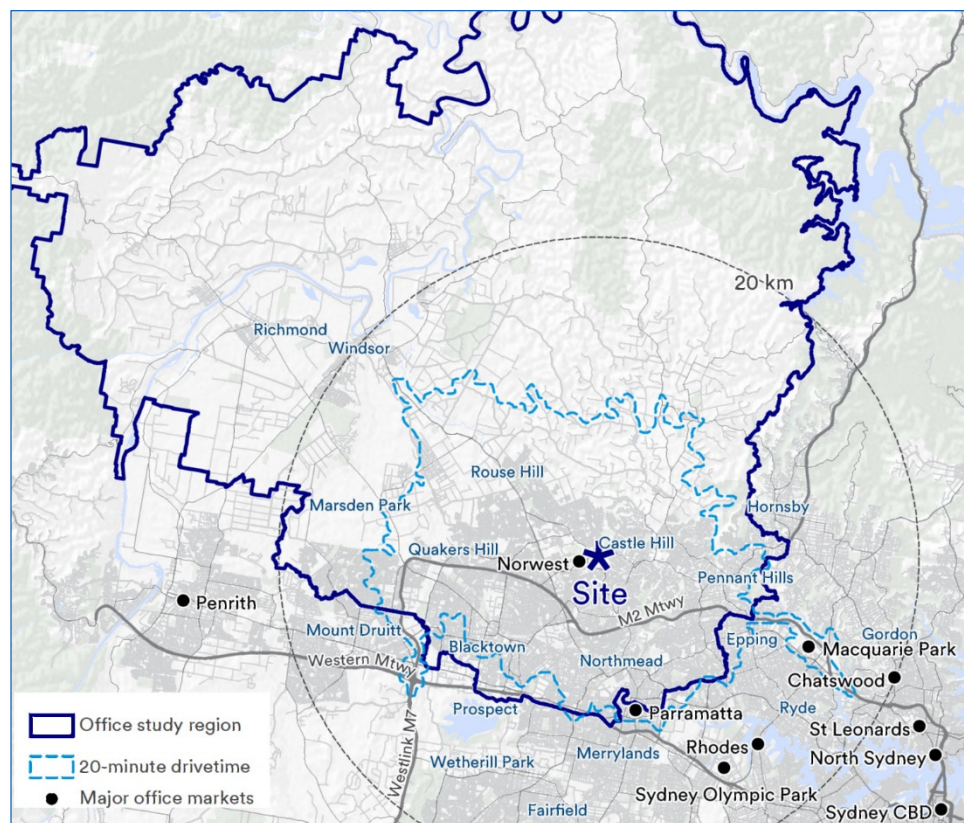 20 km
Richmond
Windsor
Rouse Hill
Marsden Park
Hornsby
Quakers Hill
Castle Hill
Norwest
Site
Pennant Hills
Penrith
M2 Mtwy
Mount Druitt
Blacktown
Epping
Gordon
Macquarie Park
Western Mtwy
Northmead
Chatswood
Prospect
Parramatta
Ryde
St Leonards
Westlink M7
Wetherill Park
Merrylands
Rhodes
North Sydney
Sydney Olympic Park
Fairfield
Sydney CBD
Office study region
20-minute drivetime
Major office markets